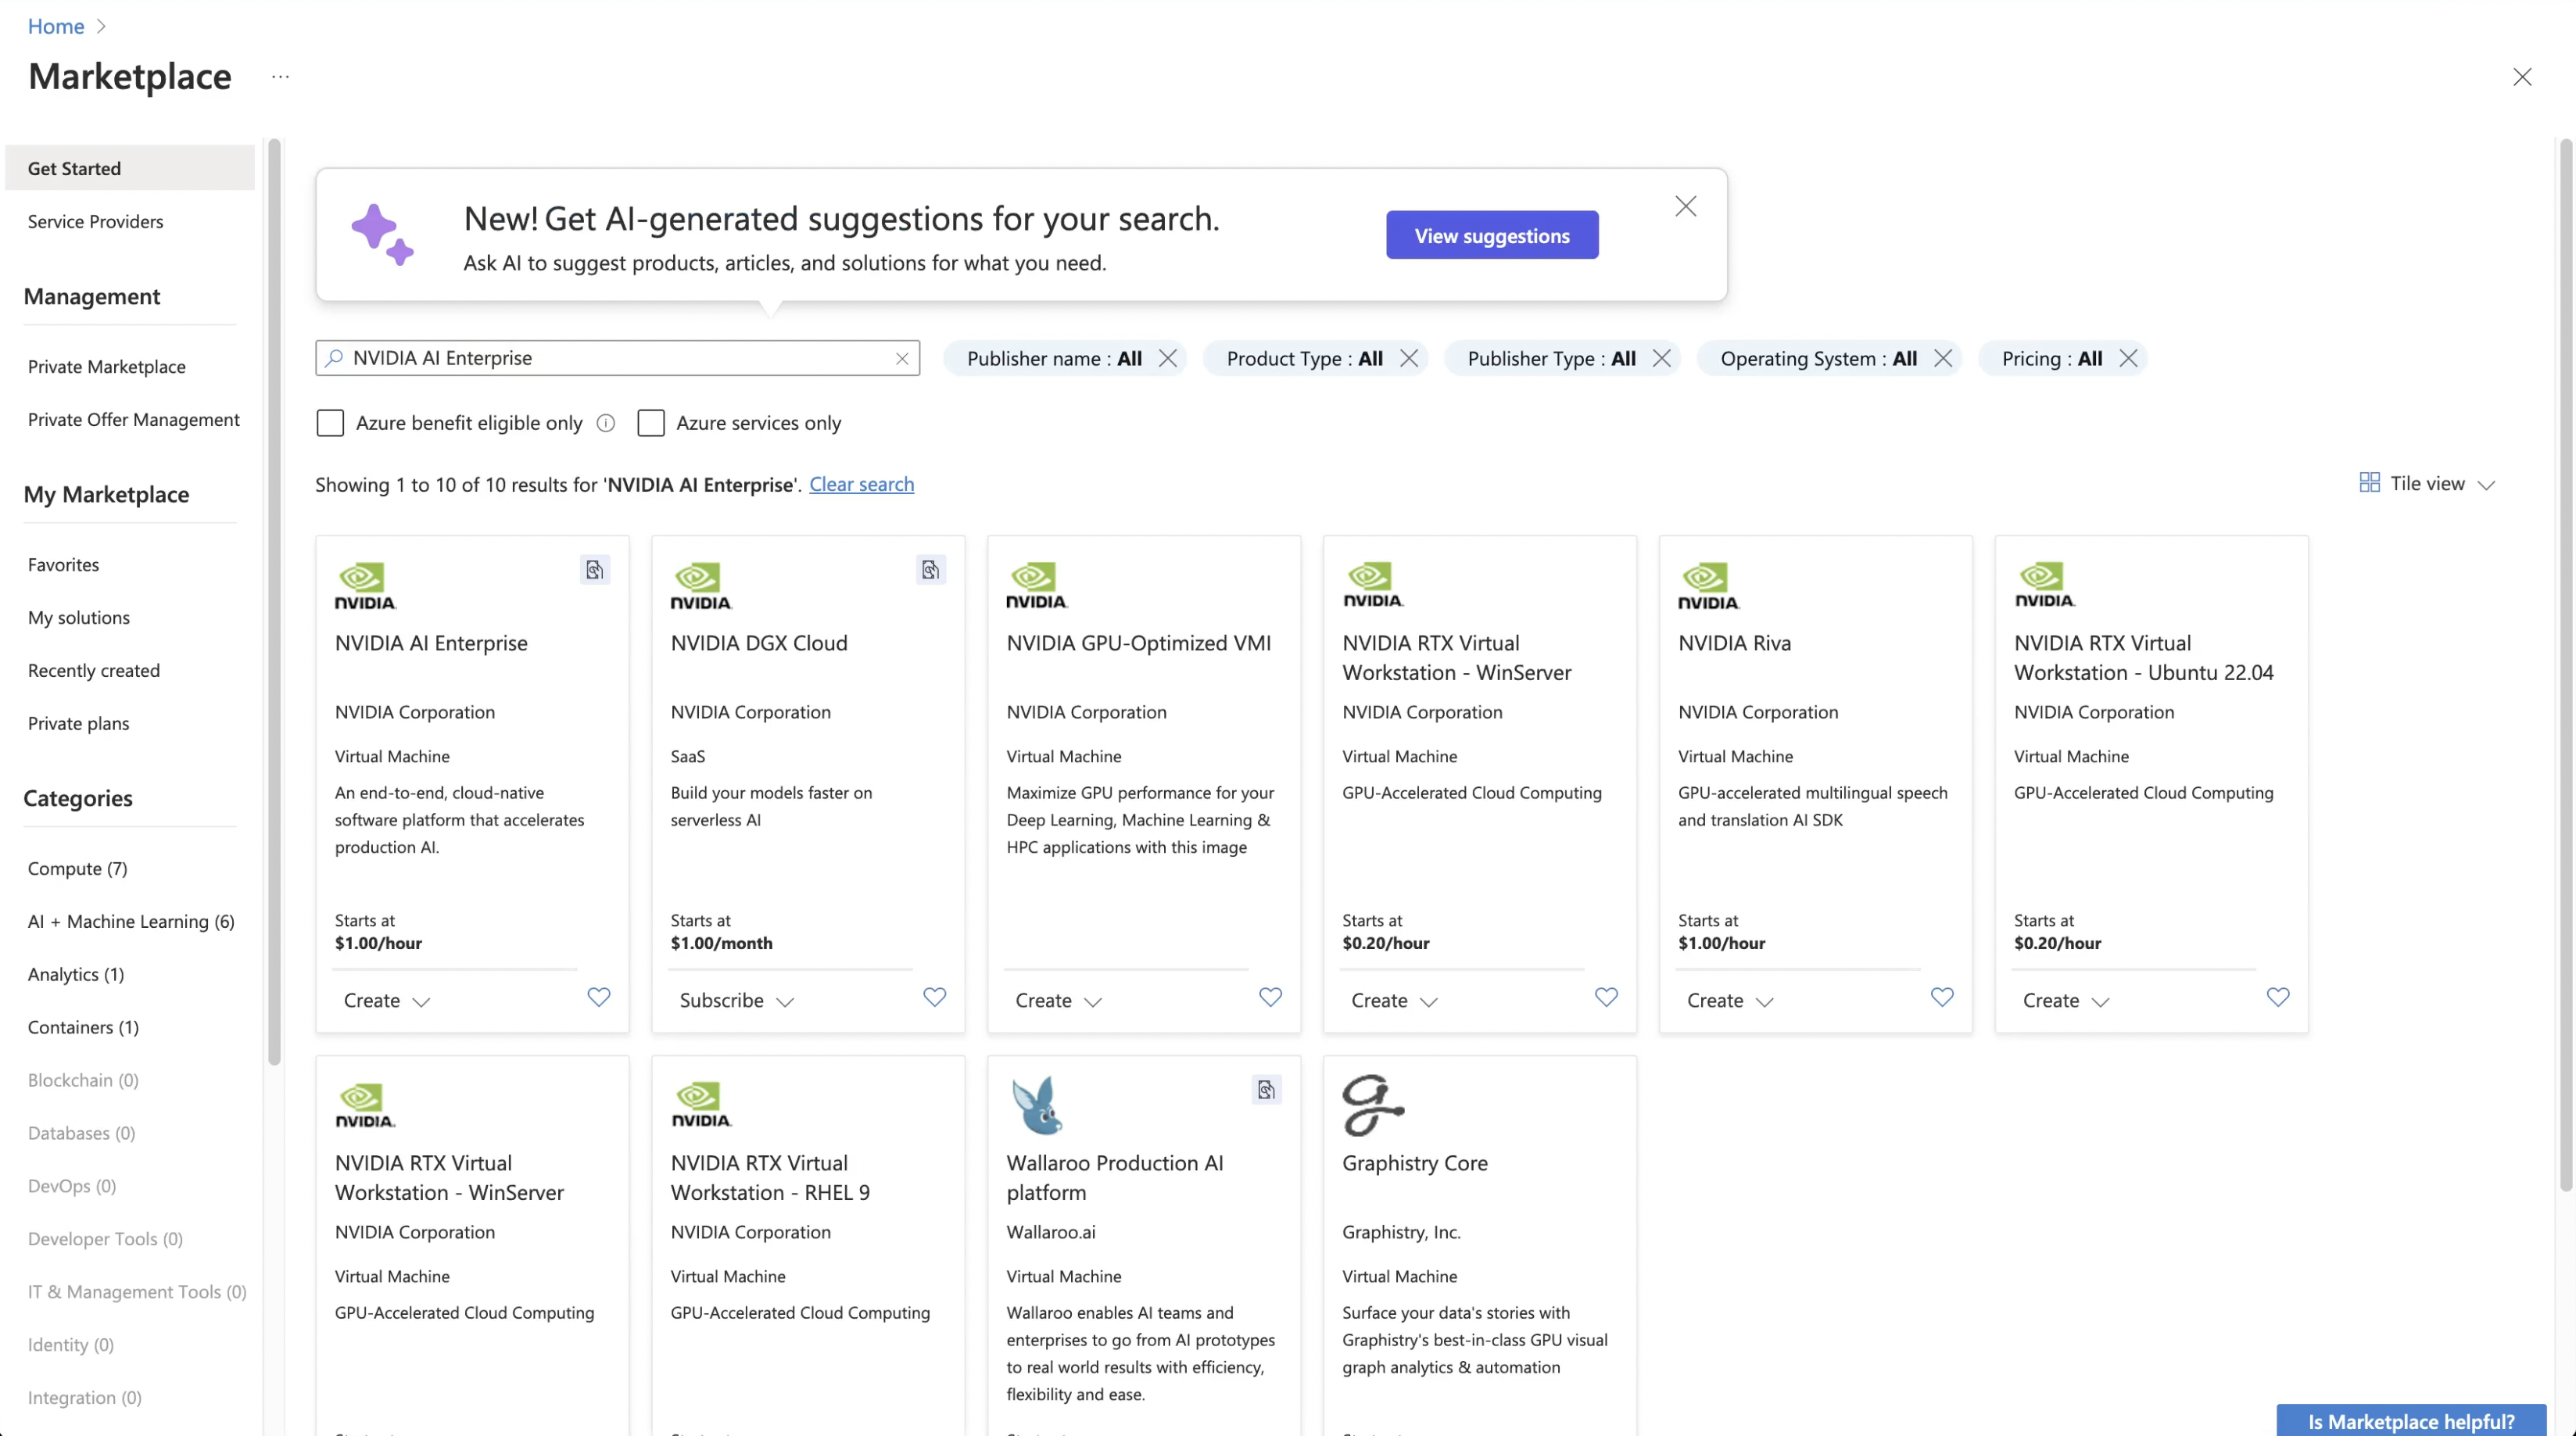 Home
Marketplace ...
Get Started
Service Providers
Management
Private Marketplace
Private Offer Management
My Marketplace
Favorites
My solutions
Recently created
Private plans
Categories
Compute (7)
AI + Machine Learning (6)
Analytics (1)
Containers (1)
Blockchain (0)
Databases (0)
DevOps (0)
Developer Tools (0)
IT & Management Tools (0)
Identity (0)
Integration (0)
New! Get AI-generated suggestions for your search.
Ask AI to suggest products, articles, and solutions for what you need.
View suggestions
NVIDIA AI Enterprise
Publisher name : All
Product Type : All
Publisher Type : All
Operating System : All
Pricing : All
Azure benefit eligible only
Azure services only
Showing 1 to 10 of 10 results for 'NVIDIA AI Enterprise'. Clear search
Tile view
NVIDIA.
NVIDIA AI Enterprise
NVIDIA Corporation
Virtual Machine
An end-to-end, cloud-native
software platform that accelerates
production AI.
Starts at
$1.00/hour
Create
NVIDIA.
NVIDIA DGX Cloud
NVIDIA Corporation
SaaS
Build your models faster on
serverless AI
Starts at
$1.00/month
Subscribe
NVIDIA.
NVIDIA GPU-Optimized VMI
NVIDIA Corporation
Virtual Machine
Maximize GPU performance for your
Deep Learning, Machine Learning &
HPC applications with this image
Create
NVIDIA.
NVIDIA RTX Virtual
Workstation - WinServer
NVIDIA Corporation
Virtual Machine
GPU-Accelerated Cloud Computing
Starts at
$0.20/hour
Create
NVIDIA.
NVIDIA Riva
NVIDIA Corporation
Virtual Machine
GPU-accelerated multilingual speech
and translation AI SDK
Starts at
$1.00/hour
Create
NVIDIA.
NVIDIA RTX Virtual
Workstation - Ubuntu 22.04
NVIDIA Corporation
Virtual Machine
GPU-Accelerated Cloud Computing
Starts at
$0.20/hour
Create
NVIDIA.
NVIDIA RTX Virtual
Workstation - WinServer
NVIDIA Corporation
Virtual Machine
GPU-Accelerated Cloud Computing
NVIDIA.
NVIDIA RTX Virtual
Workstation - RHEL 9
NVIDIA Corporation
Virtual Machine
GPU-Accelerated Cloud Computing
Wallaroo Production AI
platform
Wallaroo.ai
Virtual Machine
Wallaroo enables AI teams and
enterprises to go from AI prototypes
to real world results with efficiency,
flexibility and ease.
g
Graphistry Core
Graphistry, Inc.
Virtual Machine
Surface your data's stories with
Graphistry's best-in-class GPU visual
graph analytics & automation
Is Marketplace helpful?